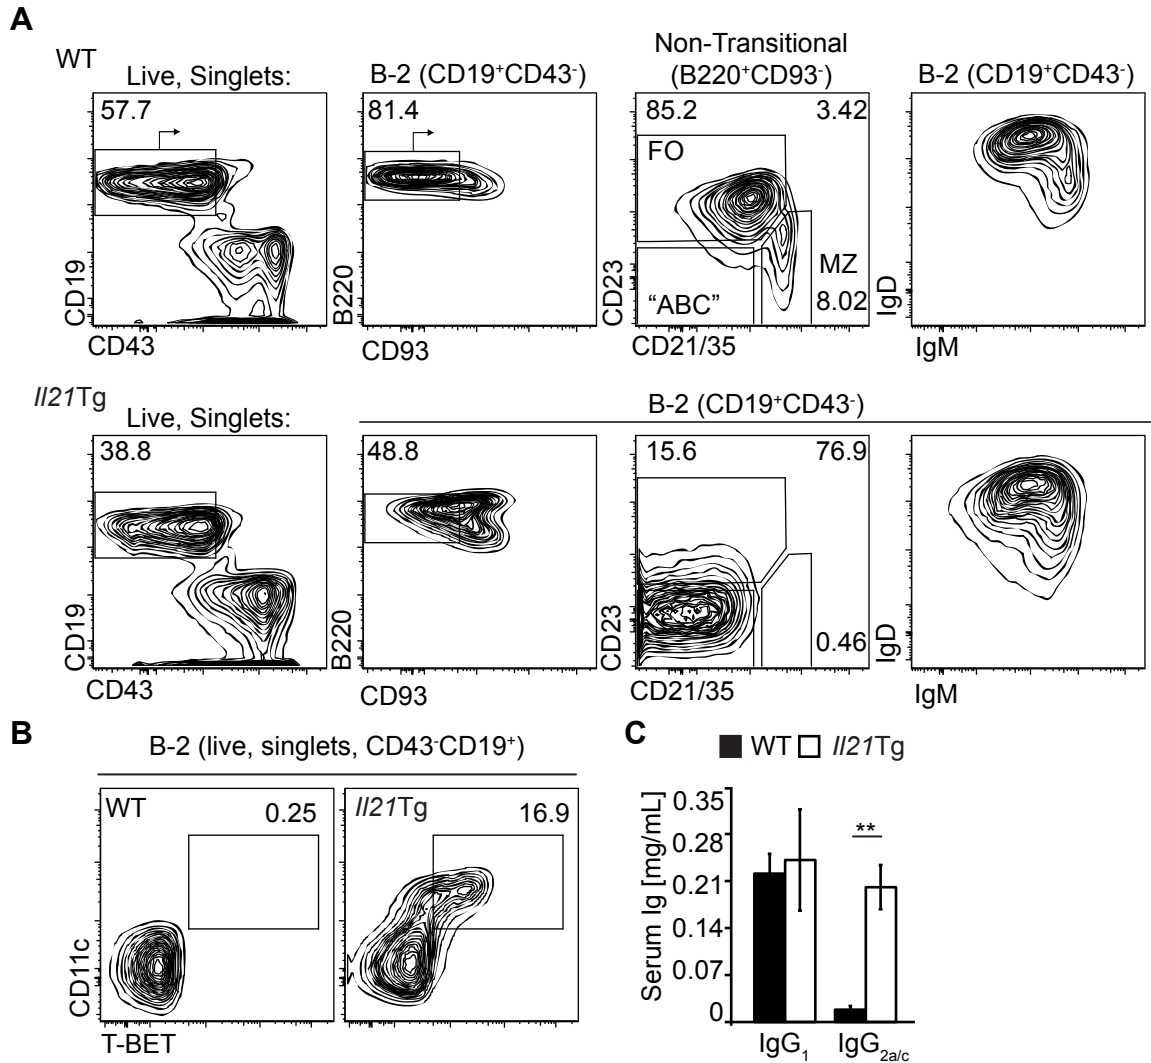 A
WT
Live, Singlets:
B-2 (CD19⁺CD43⁻)
Non-Transitional
(B220⁺CD93⁻)
B-2 (CD19⁺CD43⁻)
57.7
81.4
85.2 3.42
FO
MZ
8.02
"ABC"
CD19
CD43
B220
CD93
CD23
CD21/35
IgD
IgM
Il21Tg
Live, Singlets:
B-2 (CD19⁺CD43⁻)
38.8
48.8
15.6 76.9
0.46
CD19
CD43
B220
CD93
CD23
CD21/35
IgD
IgM
B
B-2 (live, singlets, CD43⁻CD19⁺)
WT 0.25
Il21Tg 16.9
CD11c
T-BET
C
WT Il21Tg
Serum Ig [mg/mL]
0.35
0.28
0.21
0.14
0.07
0
**
IgG₁ IgG₂a/c